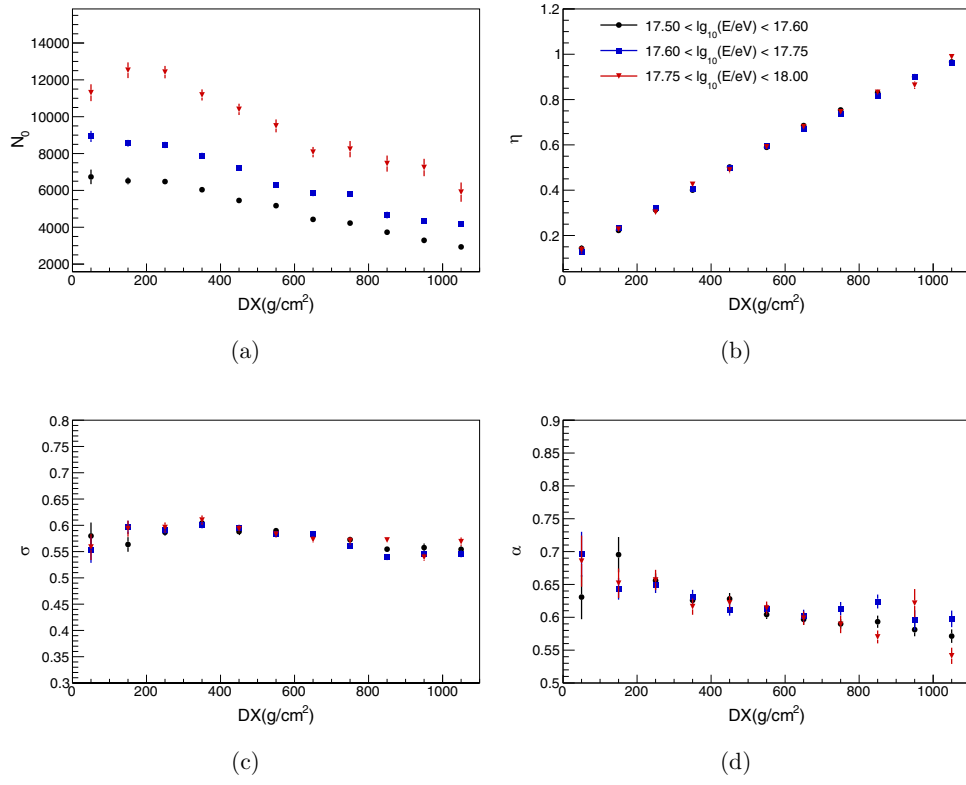 14000
12000
10000
8000
6000
4000
2000
N₀
0 200 400 600 800 1000
DX(g/cm²)
(a)
1.2
1
0.8
0.6
0.4
0.2
η
17.50 < lg₁₀(E/eV) < 17.60
17.60 < lg₁₀(E/eV) < 17.75
17.75 < lg₁₀(E/eV) < 18.00
0 200 400 600 800 1000
DX(g/cm²)
(b)
0.8
0.75
0.7
0.65
0.6
0.55
0.5
0.45
0.4
0.35
0.3
σ
0 200 400 600 800 1000
DX(g/cm²)
(c)
0.9
0.85
0.8
0.75
0.7
0.65
0.6
0.55
0.5
α
0 200 400 600 800 1000
DX(g/cm²)
(d)